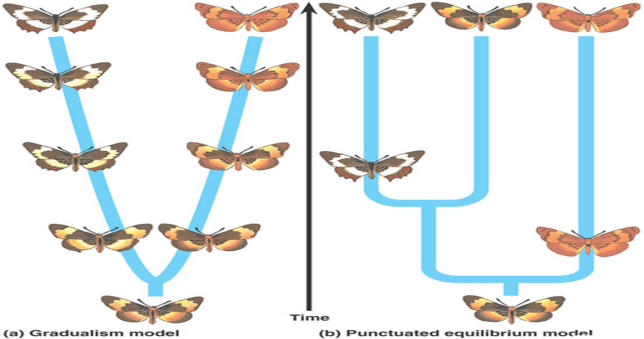 Time
(a) Gradualism model
(b) Punctuated equilibrium model